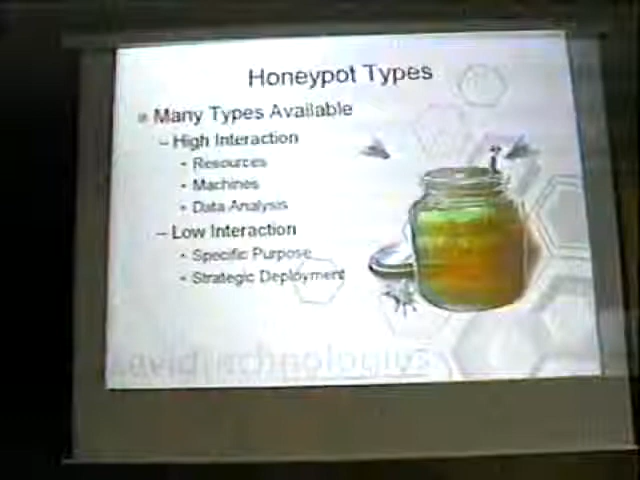 Honeypot Types
Many Types Available
– High Interaction
• Resources
• Machines
• Data Analysis
– Low Interaction
• Specific Purpose
• Strategic Deployment